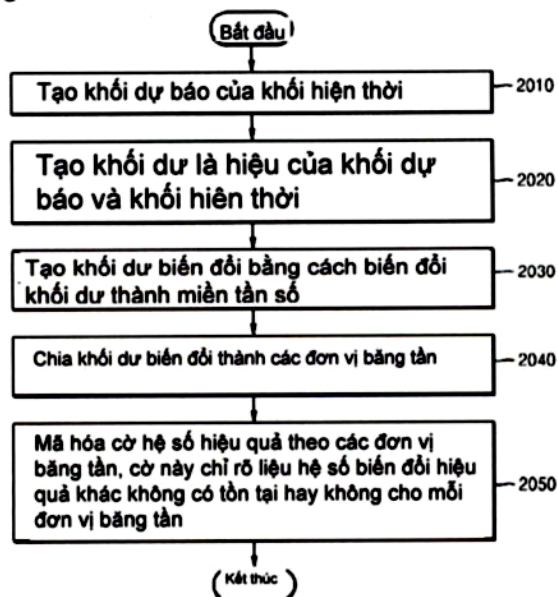 Bắt đầu
Tạo khối dự báo của khối hiện thời
2010
Tạo khối dư là hiệu của khối dự
báo và khối hiên thời
2020
Tạo khối dư biến đổi bằng cách biến đổi
khối dư thành miền tần số
2030
Chia khối dư biến đổi thành các đơn vị băng tần
2040
Mã hóa cờ hệ số hiệu quả theo các đơn vị
băng tần, cờ này chỉ rõ liệu hệ số biến đổi hiệu
quả khác không có tồn tại hay không cho mỗi
đơn vị băng tần
2050
Kết thúc